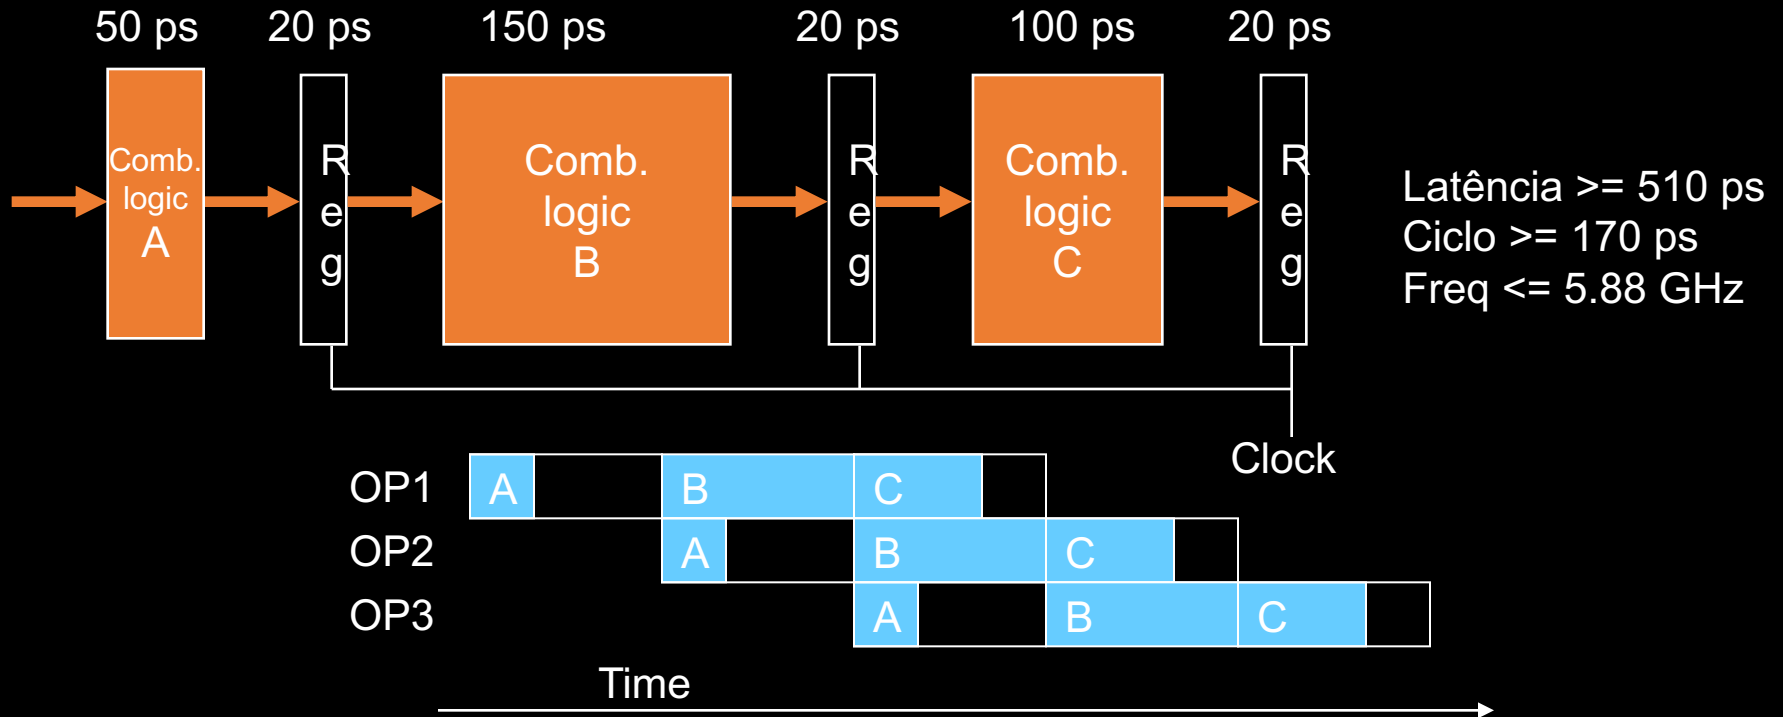 50 ps 20 ps 150 ps 20 ps 100 ps 20 ps
Comb.
logic
A
R
e
g
Comb.
logic
B
R
e
g
Comb.
logic
C
R
e
g
Latência >= 510 ps
Ciclo >= 170 ps
Freq <= 5.88 GHz
Clock
OP1 A B C
OP2 A B C
OP3 A B C
Time